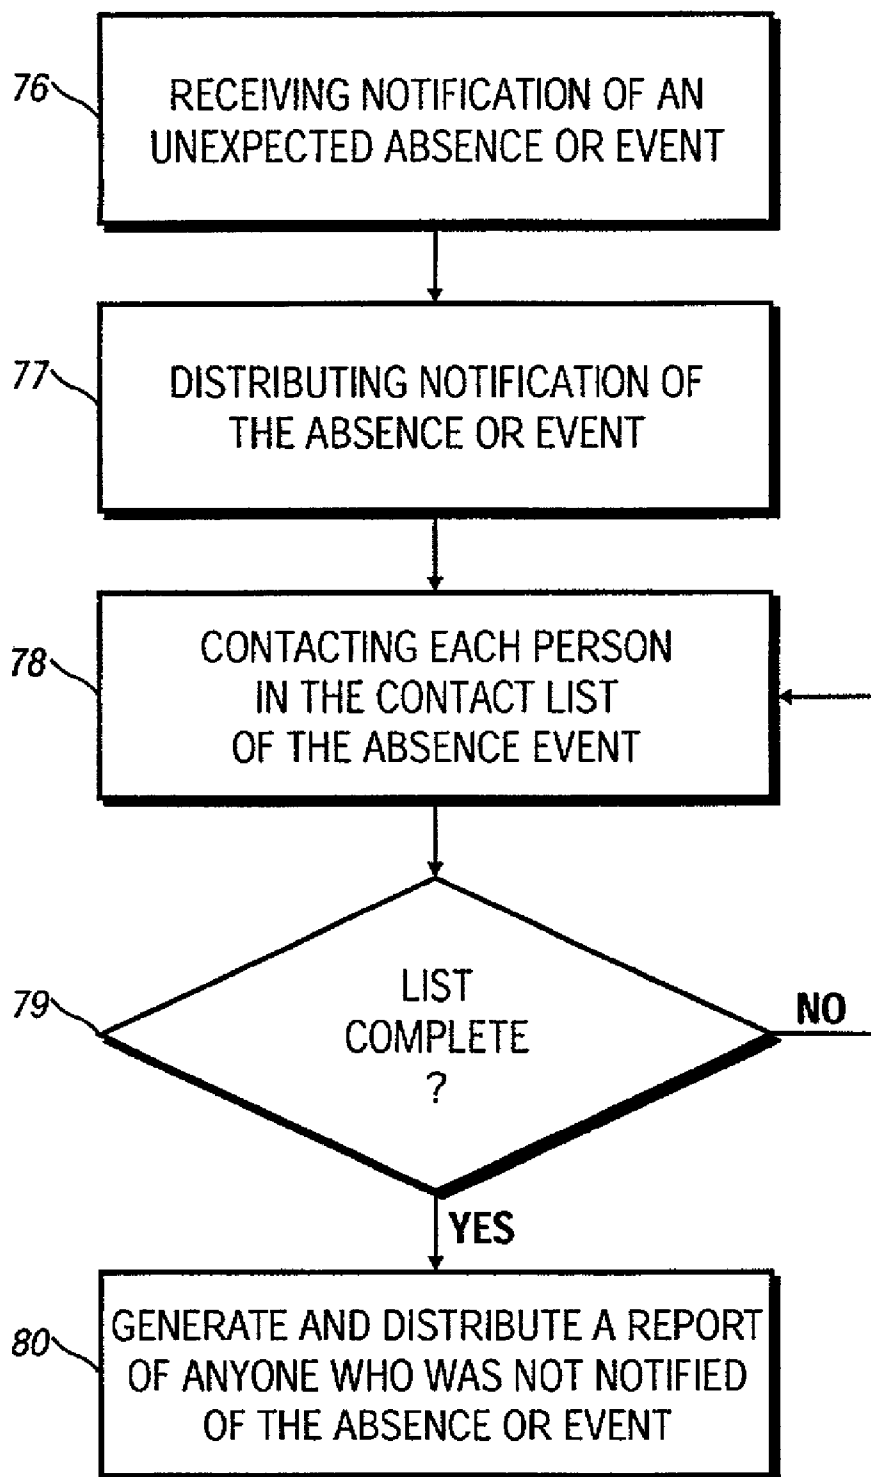 76
RECEIVING NOTIFICATION OF AN
UNEXPECTED ABSENCE OR EVENT
77
DISTRIBUTING NOTIFICATION OF
THE ABSENCE OR EVENT
78
CONTACTING EACH PERSON
IN THE CONTACT LIST
OF THE ABSENCE EVENT
79
LIST
COMPLETE
?
NO
YES
80
GENERATE AND DISTRIBUTE A REPORT
OF ANYONE WHO WAS NOT NOTIFIED
OF THE ABSENCE OR EVENT